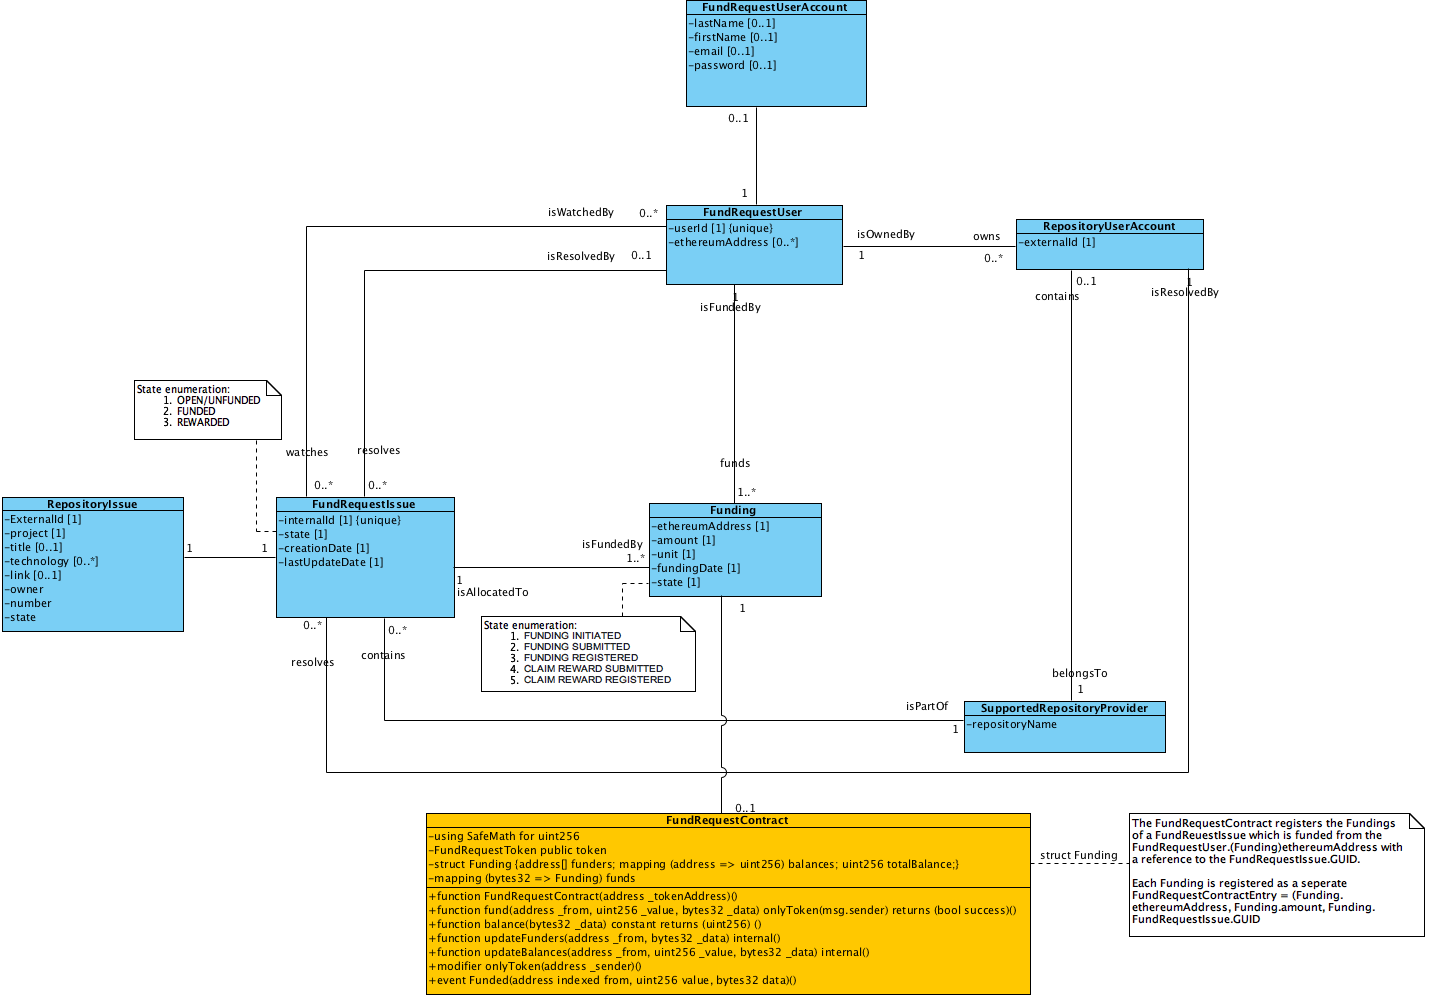 FundRequestUserAccount
-lastName [0..1]
-firstName [0..1]
-email [0..1]
-password [0..1]
0..1
1
isWatchedBy
0..*
FundRequestUser
-userId [1] {unique}
-ethereumAddress [0..*]
isResolvedBy
0..1
isOwnedBy
1
owns
0..*
RepositoryUserAccount
-externalId [1]
1
isFundedBy
0..1
contains
1
isResolvedBy
State enumeration:
1. OPEN/UNFUNDED
2. FUNDED
3. REWARDED
watches
0..*
resolves
0..*
funds
1..*
RepositoryIssue
-ExternalId [1]
-project [1]
-title [0..1]
-technology [0..*]
-link [0..1]
-owner
-number
-state
1
1
FundRequestIssue
-internalId [1] {unique}
-state [1]
-creationDate [1]
-lastUpdateDate [1]
isFundedBy
1..*
1
isAllocatedTo
Funding
-ethereumAddress [1]
-amount [1]
-unit [1]
-fundingDate [1]
-state [1]
1
State enumeration:
1. FUNDING INITIATED
2. FUNDING SUBMITTED
3. FUNDING REGISTERED
4. CLAIM REWARD SUBMITTED
5. CLAIM REWARD REGISTERED
0..*
resolves
0..*
contains
belongsTo
1
isPartOf
1
SupportedRepositoryProvider
-repositoryName
0..1
FundRequestContract
-using SafeMath for uint256
-FundRequestToken public token
-struct Funding {address[] funders; mapping (address => uint256) balances; uint256 totalBalance;}
-mapping (bytes32 => Funding) funds
+function FundRequestContract(address _tokenAddress)()
+function fund(address _from, uint256 _value, bytes32 _data) onlyToken(msg.sender) returns (bool success)()
+function balance(bytes32 _data) constant returns (uint256) ()
+function updateFunders(address _from, bytes32 _data) internal()
+function updateBalances(address _from, uint256 _value, bytes32 _data) internal()
+modifier onlyToken(address _sender)()
+event Funded(address indexed from, uint256 value, bytes32 data)()
struct Funding
The FundRequestContract registers the Fundings
of a FundReuestIssue which is funded from the
FundRequestUser.(Funding)ethereumAddress with
a reference to the FundRequestIssue.GUID.
Each Funding is registered as a seperate
FundRequestContractEntry = (Funding.
ethereumAddress, Funding.amount, Funding.
FundRequestIssue.GUID